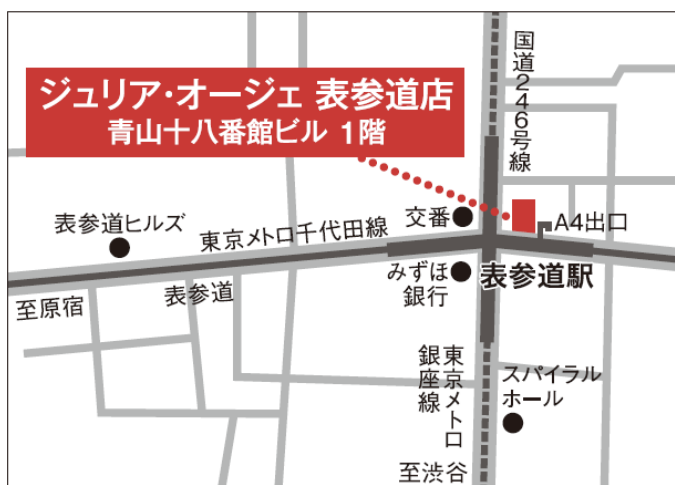 ジュリア・オージェ 表参道店
青山十八番館ビル 1階
国道246号線
表参道ヒルズ
東京メトロ千代田線
交番
A4出口
至原宿
表参道
みずほ
銀行
表参道駅
東京メトロ
銀座線
スパイラル
ホール
至渋谷